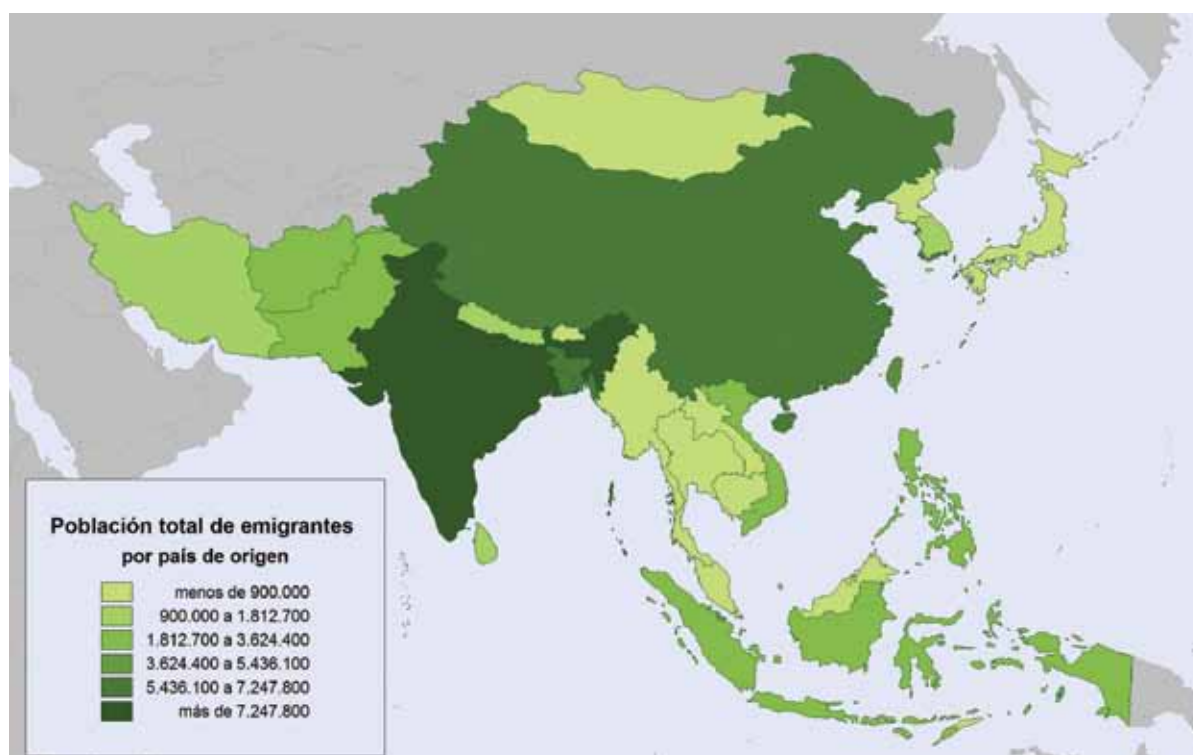 Población total de emigrantes
por país de origen
menos de 900.000
900.000 a 1.812.700
1.812.700 a 3.624.400
3.624.400 a 5.436.100
5.436.100 a 7.247.800
más de 7.247.800